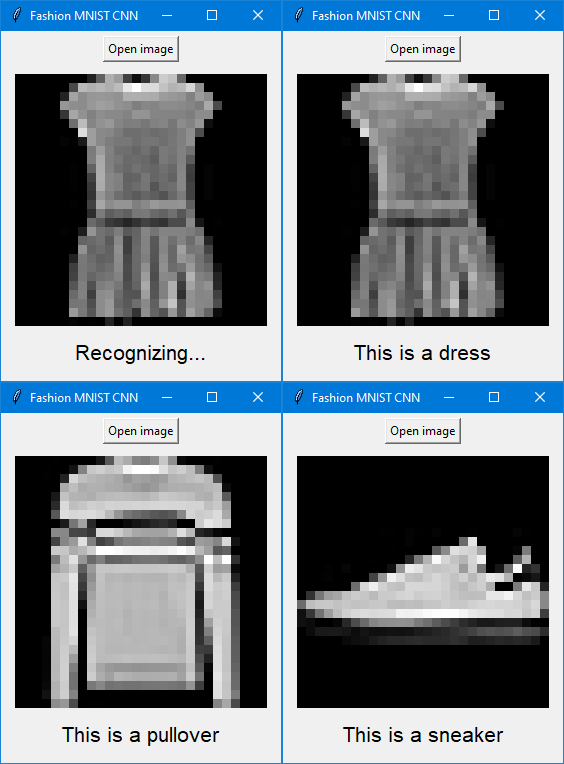 Fashion MNIST CNN
Open image
Recognizing...
Fashion MNIST CNN
Open image
This is a dress
Fashion MNIST CNN
Open image
This is a pullover
Fashion MNIST CNN
Open image
This is a sneaker